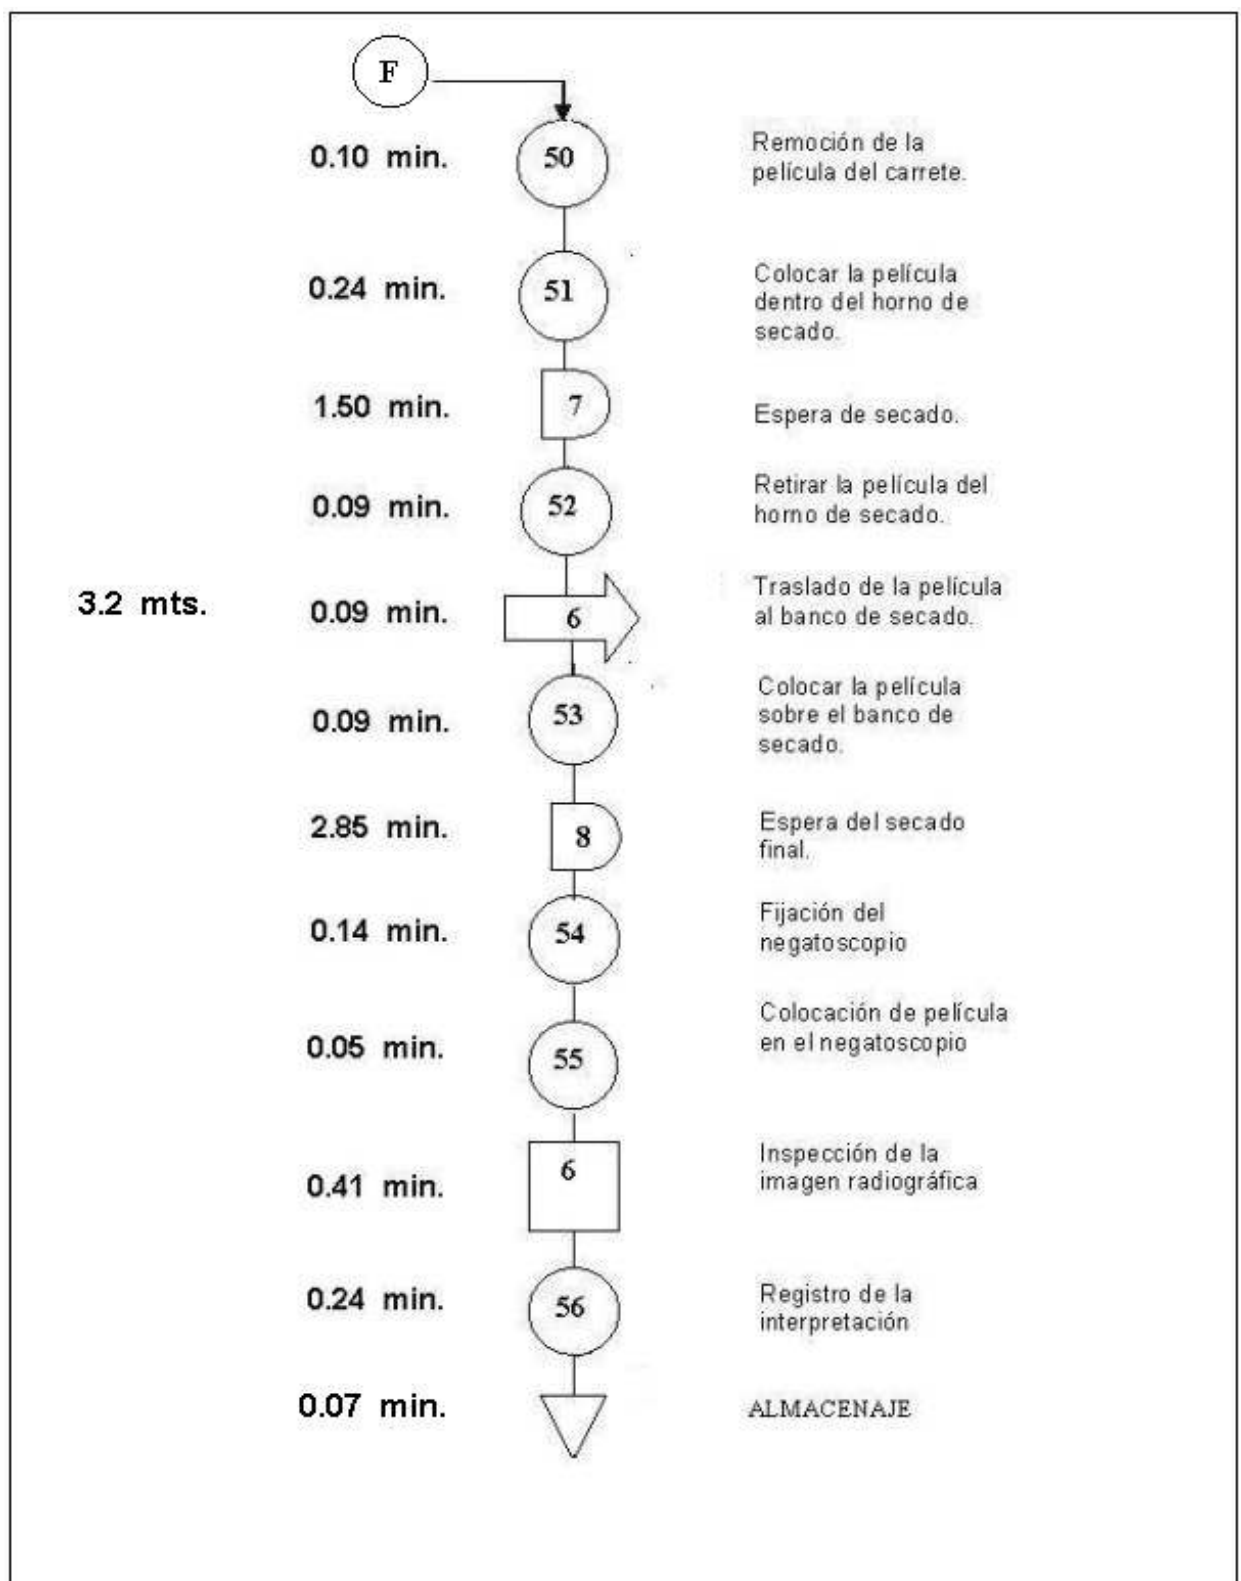 F
0.10 min.
50
Remoción de la
película del carrete.
0.24 min.
51
Colocar la película
dentro del horno de
secado.
1.50 min.
7
Espera de secado.
0.09 min.
52
Retirar la película del
horno de secado.
3.2 mts.
0.09 min.
6
Traslado de la película
al banco de secado.
0.09 min.
53
Colocar la película
sobre el banco de
secado.
2.85 min.
8
Espera del secado
final.
0.14 min.
54
Fijación del
negatoscopio
0.05 min.
55
Colocación de película
en el negatoscopio
0.41 min.
6
Inspección de la
imagen radiográfica
0.24 min.
56
Registro de la
interpretación
0.07 min.
ALMACENAJE